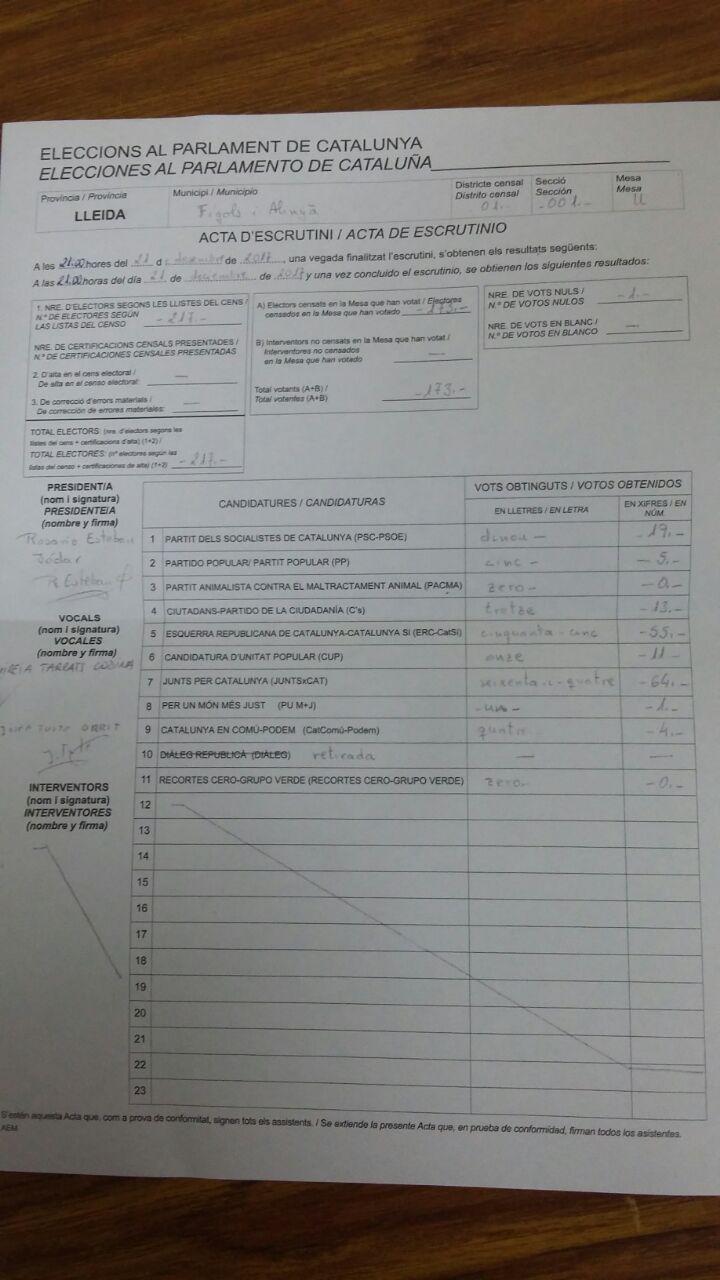 ELECCIONS AL PARLAMENT DE CATALUNYA
ELECCIONES AL PARLAMENTO DE CATALUÑA
Província / Provincia
LLEIDA
Municipi / Municipio
Fígols i Alinyà
Districte censal
Distrito censal
01.-
Secció
Sección
-001.-
Mesa
Mesa
U
ACTA D'ESCRUTINI / ACTA DE ESCRUTINIO
A les 21.00 hores del 21 d desembre de 2017, una vegada finalitzat l'escrutini, s'obtenen els resultats següents:
A las 21.00 horas del día 21 de desembre de 2017 y una vez concluido el escrutinio, se obtienen los siguientes resultados:
1. NRE. D'ELECTORS SEGONS LES LLISTES DEL CENS /
N.º DE ELECTORES SEGÚN
LAS LISTAS DEL CENSO -217.-
NRE. DE CERTIFICACIONS CENSALS PRESENTADES /
N.º DE CERTIFICACIONES CENSALES PRESENTADAS
2. D'alta en el cens electoral / —
De alta en el censo electoral:
3. De correcció d'errors materials / —
De corrección de errores materiales:
TOTAL ELECTORS: (nre. d'electors segons les
llistes del cens + certificacions d'alta) (1+2) /
TOTAL ELECTORES: (nº electores según las
listas del censo + certificaciones de alta) (1+2) -217.-
A) Electors censats en la Mesa que han votat / Electores
censados en la Mesa que han votado -173.-
B) Interventors no censats en la Mesa que han votat /
Interventores no censados
en la Mesa que han votado —
Total votants (A+B) /
Total votantes (A+B) -173.-
NRE. DE VOTS NULS /
N.º DE VOTOS NULOS -1.-
NRE. DE VOTS EN BLANC /
N.º DE VOTOS EN BLANCO —
PRESIDENT/A
(nom i signatura)
PRESIDENTE/A
(nombre y firma)
Rosario Esteban
Jódar
R Esteban
VOCALS
(nom i signatura)
VOCALES
(nombre y firma)
TARRATS
INTERVENTORS
(nom i signatura)
INTERVENTORES
(nombre y firma)
CANDIDATURES / CANDIDATURAS
VOTS OBTINGUTS / VOTOS OBTENIDOS
EN LLETRES / EN LETRA
EN XIFRES / EN NÚM.
1 PARTIT DELS SOCIALISTES DE CATALUNYA (PSC-PSOE) dinou - -19.-
2 PARTIDO POPULAR/ PARTIT POPULAR (PP) cinc - -5.-
3 PARTIT ANIMALISTA CONTRA EL MALTRACTAMENT ANIMAL (PACMA) zero - -0.-
4 CIUTADANS-PARTIDO DE LA CIUDADANÍA (C's) tretze -13.-
5 ESQUERRA REPUBLICANA DE CATALUNYA-CATALUNYA SÍ (ERC-CatSí) cinquanta-cinc -55.-
6 CANDIDATURA D'UNITAT POPULAR (CUP) onze -11-
7 JUNTS PER CATALUNYA (JUNTSxCAT) seixenta-i-quatre -64.-
8 PER UN MÓN MÉS JUST (PU M+J) -un- -1.-
9 CATALUNYA EN COMÚ-PODEM (CatComú-Podem) quatre -4.-
10 DIÀLEG REPUBLICÀ (DIÀLEG) retirada — —
11 RECORTES CERO-GRUPO VERDE (RECORTES CERO-GRUPO VERDE) zero- -0.-
12
13
14
15
16
17
18
19
20
21
22
23
S'estén aquesta Acta que, com a prova de conformitat, signen tots els assistents. / Se extiende la presente Acta que, en prueba de conformidad, firman todos los asistentes.
AEM